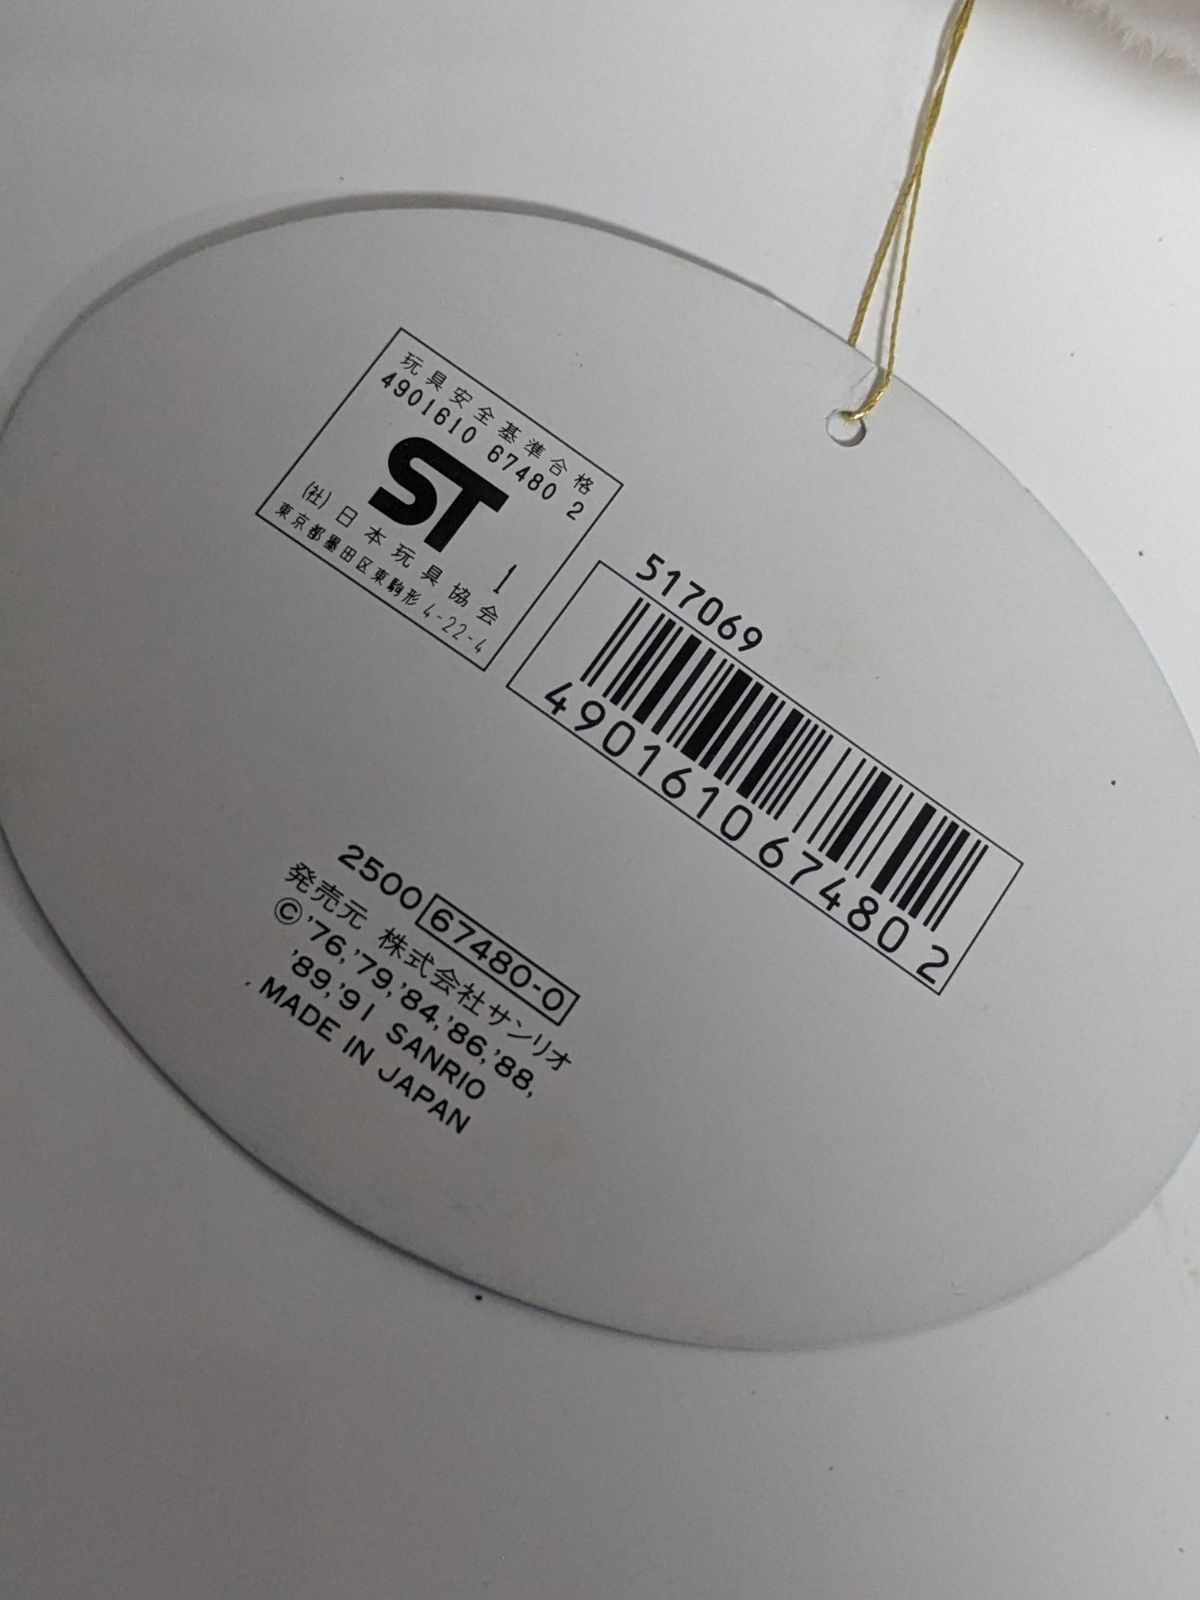 玩具安全基準合格
4901610 67480 2
ST
1
(社)日本玩具協会
東京都墨田区東駒形4-22-4
517069
4901610674802
2500 67480-0
発売元 株式会社サンリオ
©'76,'79,'84,'86,'88,
'89,'91 SANRIO
MADE IN JAPAN